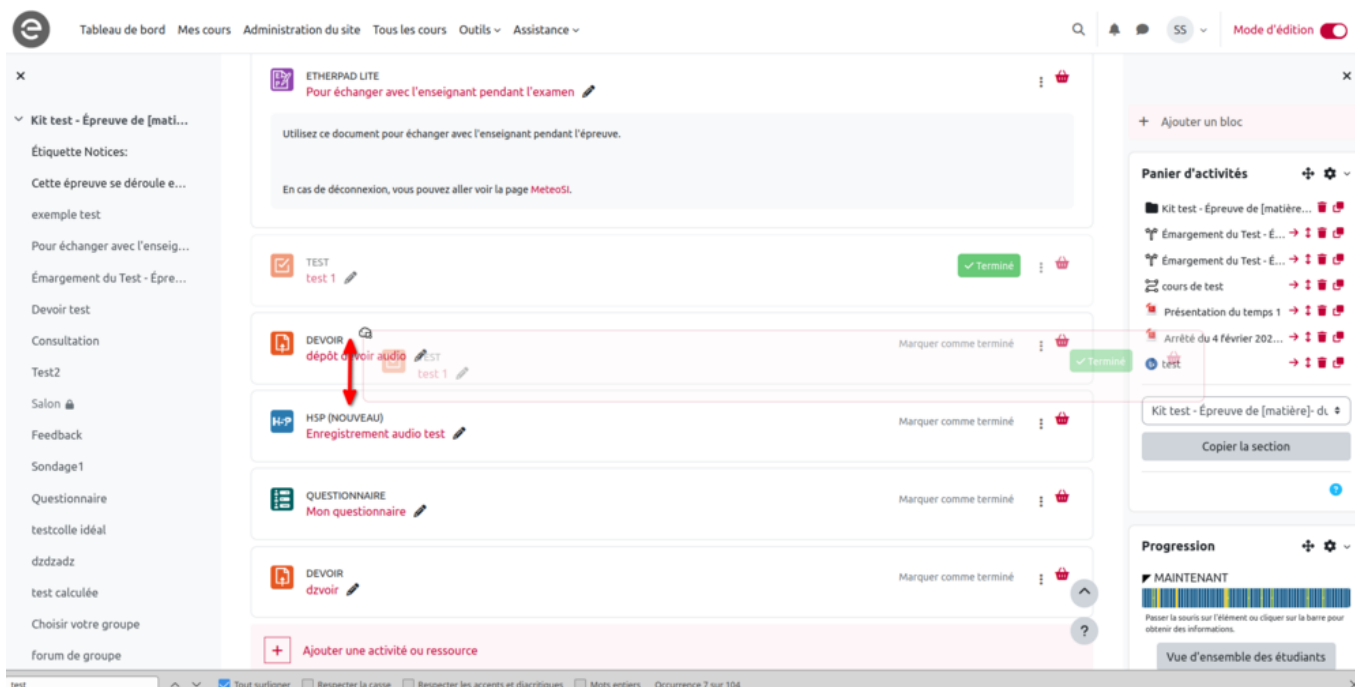 Tableau de bord Mes cours Administration du site Tous les cours Outils Assistance
SS
Mode d'édition
Kit test - Épreuve de [mati...
Étiquette Notices:
Cette épreuve se déroule e...
exemple test
Pour échanger avec l'enseig...
Émargement du Test - Épre...
Devoir test
Consultation
Test2
Salon
Feedback
Sondage1
Questionnaire
testcolle idéal
dzdzadz
test calculée
Choisir votre groupe
forum de groupe
ETHERPAD LITE
Pour échanger avec l'enseignant pendant l'examen
Utilisez ce document pour échanger avec l'enseignant pendant l'épreuve.
En cas de déconnexion, vous pouvez aller voir la page MeteoSI.
TEST
test 1
Terminé
DEVOIR
dépôt devoir audio
Marquer comme terminé
TEST
test 1
Terminé
H5P
H5P (NOUVEAU)
Enregistrement audio test
Marquer comme terminé
QUESTIONNAIRE
Mon questionnaire
Marquer comme terminé
DEVOIR
dzvoir
Marquer comme terminé
+ Ajouter une activité ou ressource
?
+ Ajouter un bloc
Panier d'activités
Kit test - Épreuve de [matière...
Émargement du Test - É...
Émargement du Test - É...
cours de test
Présentation du temps 1
Arrêté du 4 février 202...
test
Kit test - Épreuve de [matière]- du
Copier la section
?
Progression
MAINTENANT
Passer la souris sur l'élément ou cliquer sur la barre pour
obtenir des informations.
Vue d'ensemble des étudiants
test
Tout surligner Respecter la casse Respecter les accents et diacritiques Mots entiers Occurrence 2 sur 104